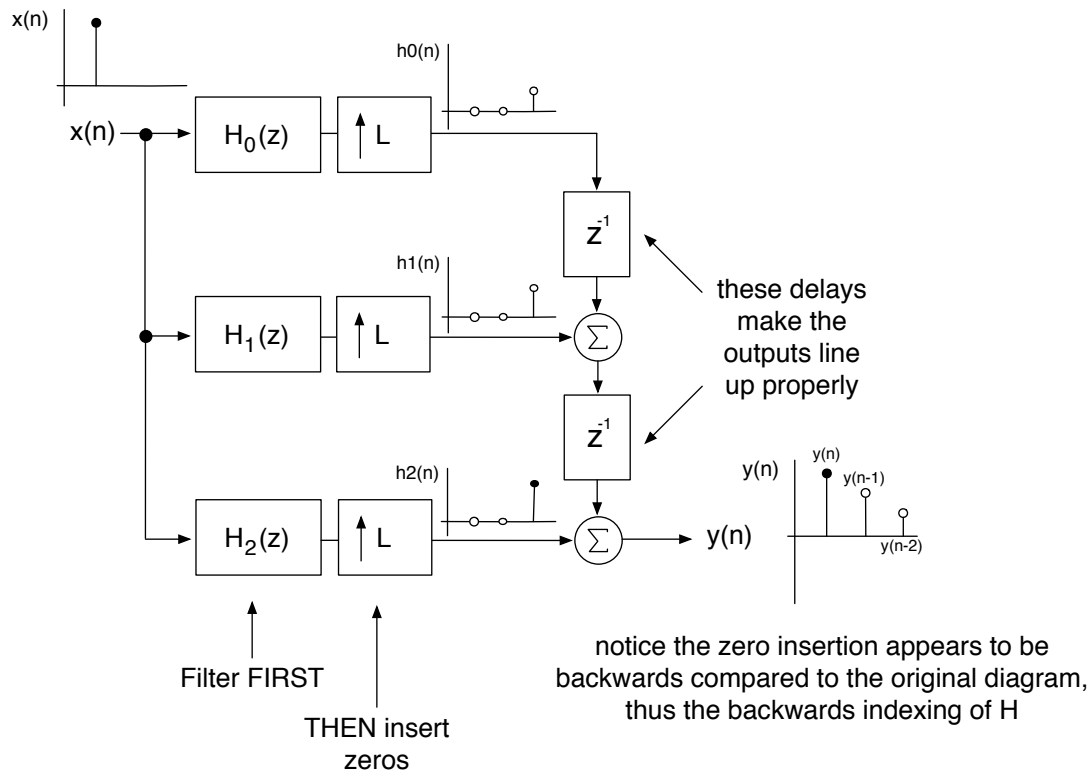 x(n)
h0(n)
x(n)
H0(z)
L
z-1
h1(n)
H1(z)
L
Σ
these delays
make the
outputs line
up properly
z-1
h2(n)
y(n)
y(n)
y(n-1)
y(n-2)
H2(z)
L
Σ
y(n)
Filter FIRST
THEN insert
zeros
notice the zero insertion appears to be
backwards compared to the original diagram,
thus the backwards indexing of H